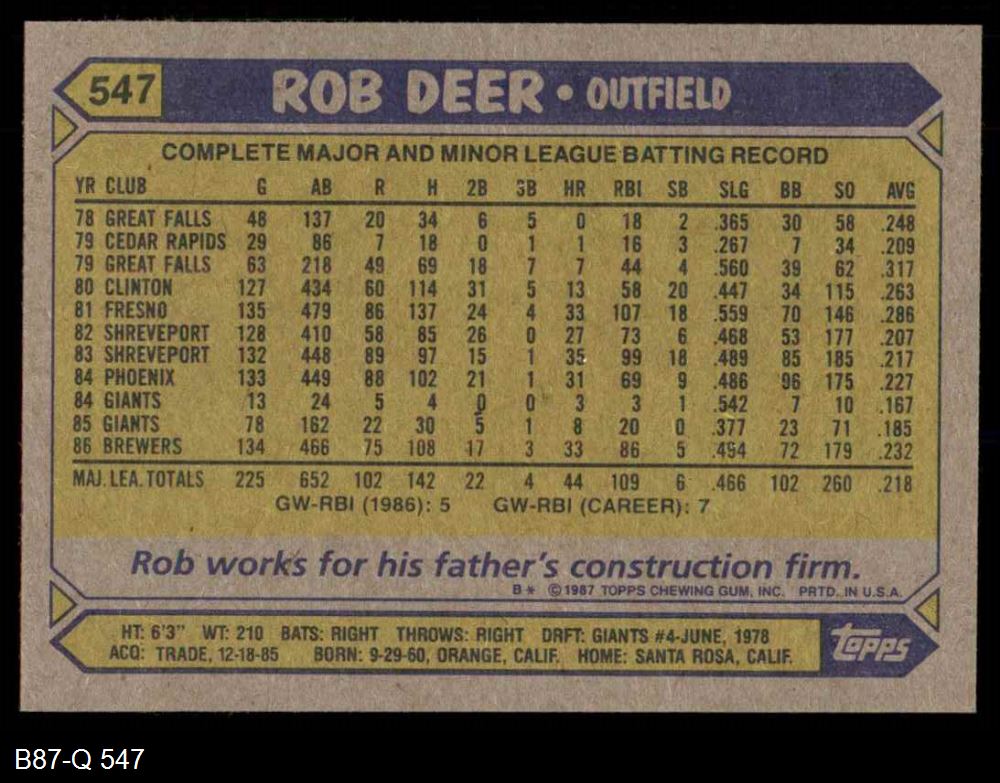 547 ROB DEER • OUTFIELD
COMPLETE MAJOR AND MINOR LEAGUE BATTING RECORD
YR CLUB G AB R H 2B 3B HR RBI SB SLG BB SO AVG
78 GREAT FALLS 48 137 20 34 6 5 0 18 2 .365 30 58 .248
79 CEDAR RAPIDS 29 86 7 18 0 1 1 16 3 .267 7 34 .209
79 GREAT FALLS 63 218 49 69 18 7 7 44 4 .560 39 62 .317
80 CLINTON 127 434 60 114 31 5 13 58 20 .447 34 115 .263
81 FRESNO 135 479 86 137 24 4 33 107 18 .559 70 146 .286
82 SHREVEPORT 128 410 58 85 26 0 27 73 6 .468 53 177 .207
83 SHREVEPORT 132 448 89 97 15 1 35 99 18 .489 85 185 .217
84 PHOENIX 133 449 88 102 21 1 31 69 9 .486 96 175 .227
84 GIANTS 13 24 5 4 0 0 3 3 1 .542 7 10 .167
85 GIANTS 78 162 22 30 5 1 8 20 0 .377 23 71 .185
86 BREWERS 134 466 75 108 17 3 33 86 5 .494 72 179 .232
MAJ. LEA. TOTALS 225 652 102 142 22 4 44 109 6 .466 102 260 .218
GW-RBI (1986): 5 GW-RBI (CAREER): 7
Rob works for his father's construction firm.
B* ©1987 TOPPS CHEWING GUM, INC. PRTD. IN U.S.A.
HT: 6'3" WT: 210 BATS: RIGHT THROWS: RIGHT DRFT: GIANTS #4-JUNE, 1978
ACQ: TRADE, 12-18-85 BORN: 9-29-60, ORANGE, CALIF. HOME: SANTA ROSA, CALIF.
TOPPS
B87-Q 547